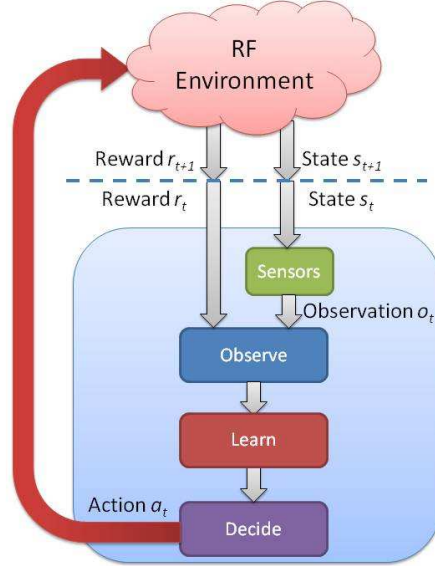 RF
Environment
Reward r_{t+1}
State s_{t+1}
Reward r_t
State s_t
Sensors
Observation o_t
Observe
Learn
Action a_t
Decide